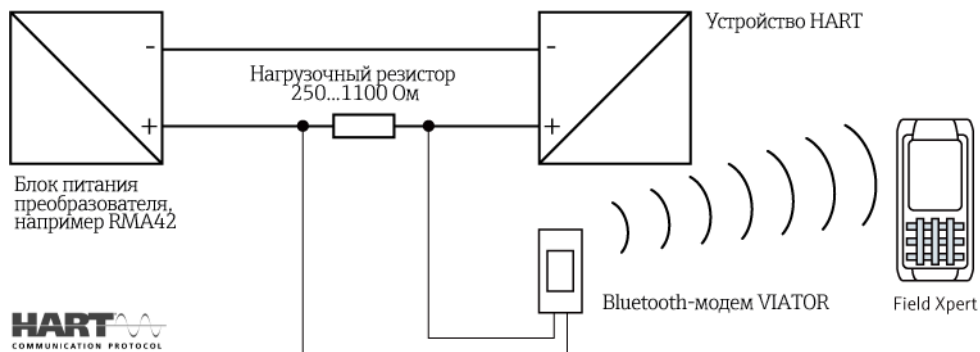 Устройство HART
-
-
Нагрузочный резистор
250...1100 Ом
+
+
Блок питания
преобразователя,
например RMA42
Bluetooth-модем VIATOR
Field Xpert
HART
COMMUNICATION PROTOCOL